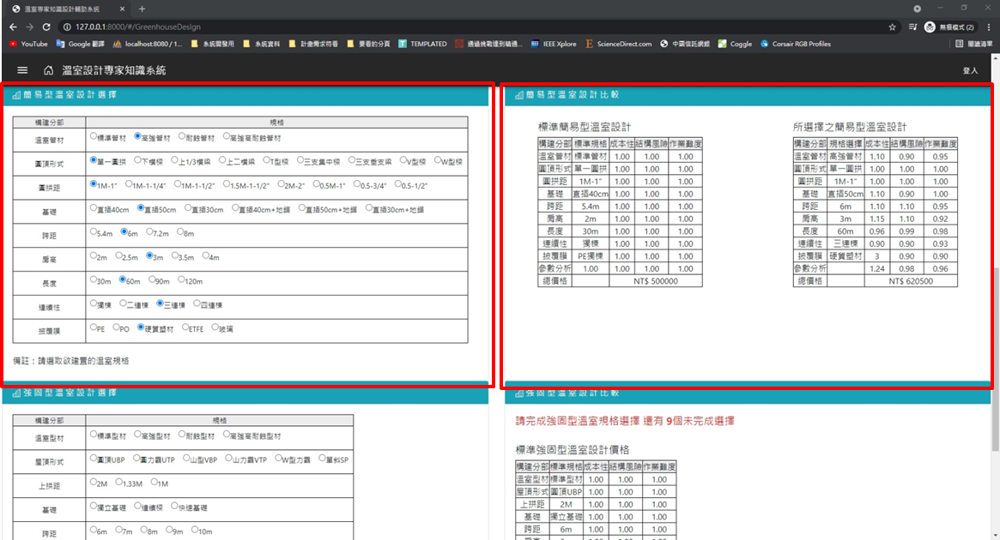 溫室專家知識設計輔助系統
127.0.0.1:8000/#/GreenhouseDesign
無痕模式 (2)
YouTube
Google 翻譯
localhost:8080 / 1...
系統開發用
系統資料
計畫需求符卷
要看的分頁
TEMPLATED
通過挑戰達到精通...
IEEE Xplore
ScienceDirect.com
中國信託網銀
Coggle
Corsair RGB Profiles
閱讀清單
溫室設計專家知識系統
登入
簡易型溫室設計選擇
構建分部 規格
溫室管材 標準管材 高強管材 耐蝕管材 高強高耐蝕管材
圓頂形式 單一圓拱 下橫樑 上1/3橫梁 上二橫梁 T型樑 三支集中樑 三支疊支梁 V型樑 W型樑
圓拱距 1M-1" 1M-1-1/4" 1M-1-1/2" 1.5M-1-1/2" 2M-2" 0.5M-1" 0.5-3/4" 0.5-1/2"
基礎 直插40cm 直插50cm 直插30cm 直插40cm+地錨 直插50cm+地錨 直插30cm+地錨
跨距 5.4m 6m 7.2m 8m
肩高 2m 2.5m 3m 3.5m 4m
長度 30m 60m 90m 120m
連續性 獨棟 二連棟 三連棟 四連棟
披覆膜 PE PO 硬質塑材 ETFE 玻璃
備註：請選取欲建置的溫室規格
簡易型溫室設計比較
標準簡易型溫室設計
構建分部 標準規格 成本性 結構風險 作業難度
溫室管材 標準管材 1.00 1.00 1.00
圓頂形式 單一圓拱 1.00 1.00 1.00
圓拱距 1M-1" 1.00 1.00 1.00
基礎 直插40cm 1.00 1.00 1.00
跨距 5.4m 1.00 1.00 1.00
肩高 2m 1.00 1.00 1.00
長度 30m 1.00 1.00 1.00
連續性 獨棟 1.00 1.00 1.00
披覆膜 PE獨棟 1.00 1.00 1.00
參數分析 1.00 1.00 1.00 1.00
總價格 NT$ 500000
所選擇之簡易型溫室設計
構建分部 規格選擇 成本性 結構風險 作業難度
溫室管材 高強管材 1.10 0.90 0.95
圓頂形式 單一圓拱 1.00 1.00 1.00
圓拱距 1M-1" 1.00 1.00 1.00
基礎 直插50cm 1.10 0.90 1.00
跨距 6m 1.10 1.10 0.95
肩高 3m 1.15 1.10 0.92
長度 60m 0.96 0.99 0.98
連續性 三連棟 0.90 0.90 0.93
披覆膜 硬質塑材 3 0.90 0.90
參數分析 1.24 0.98 0.96
總價格 NT$ 620500
強固型溫室設計選擇
構建分部 規格
溫室型材 標準型材 高強型材 耐蝕型材 高強高耐蝕型材
屋頂形式 圓頂UBP 圓力霸UTP 山型VBP 山力霸VTP W型力霸 單斜SP
上拱距 2M 1.33M 1M
基礎 獨立基礎 連續樑 快速基礎
跨距 6m 7m 8m 9m 10m
強固型溫室設計比較
請完成強固型溫室規格選擇 還有 9個未完成選擇
標準強固型溫室設計價格
構建分部 標準規格 成本性 結構風險 作業難度
溫室型材 標準型材 1.00 1.00 1.00
屋頂形式 圓頂UBP 1.00 1.00 1.00
上拱距 2M 1.00 1.00 1.00
基礎 獨立基礎 1.00 1.00 1.00
跨距 6m 1.00 1.00 1.00